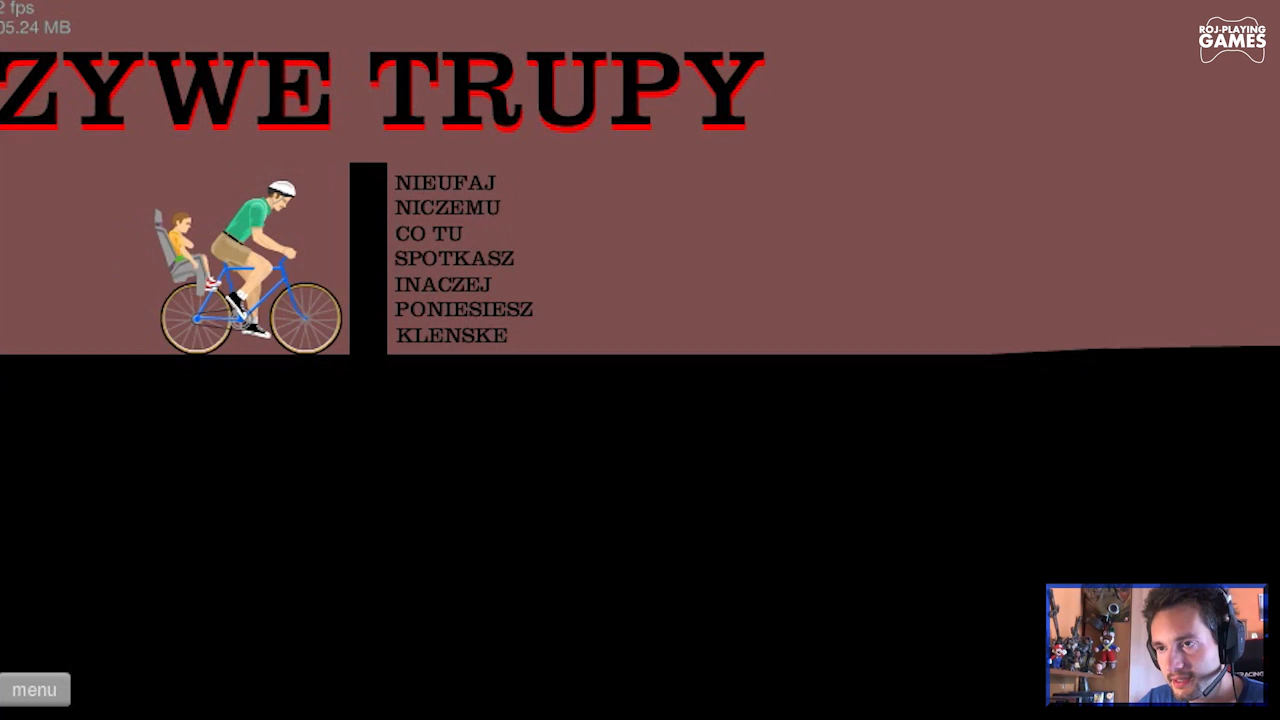 2 fps
05.24 MB
ROJ-PLAYING
GAMES
ZYWE TRUPY
NIEUFAJ
NICZEMU
CO TU
SPOTKASZ
INACZEJ
PONIESIESZ
KLENSKE
menu